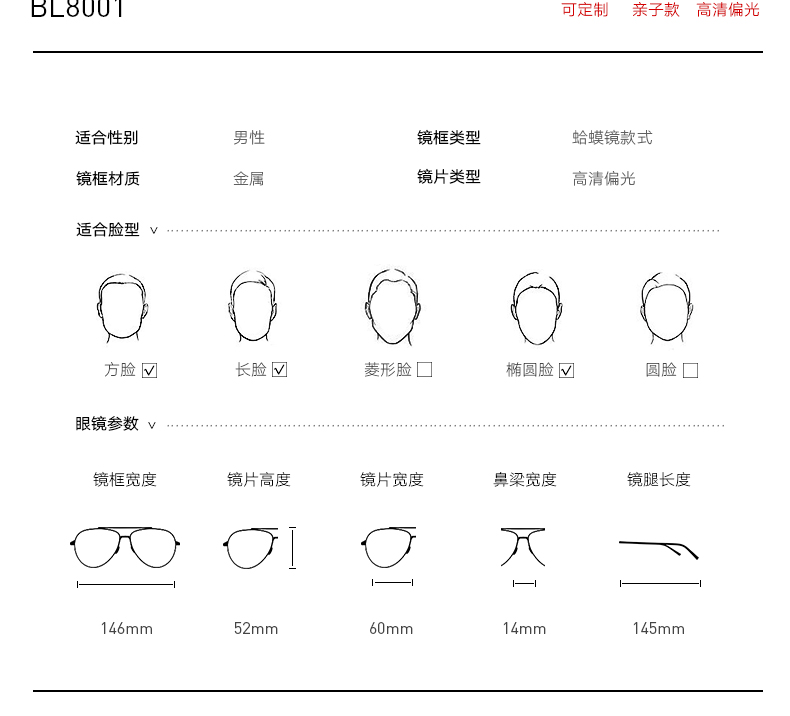 BL8001 可定制 亲子款 高清偏光
适合性别 男性 镜框类型 蛤蟆镜款式
镜框材质 金属 镜片类型 高清偏光
适合脸型
方脸 长脸 菱形脸 椭圆脸 圆脸
眼镜参数
镜框宽度 镜片高度 镜片宽度 鼻梁宽度 镜腿长度
146mm 52mm 60mm 14mm 145mm